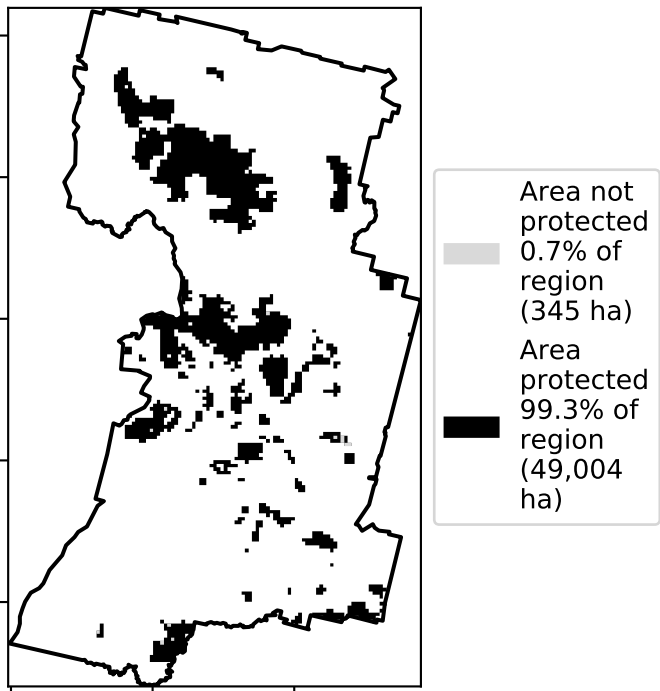 Area not
protected
0.7% of
region
(345 ha)
Area
protected
99.3% of
region
(49,004
ha)